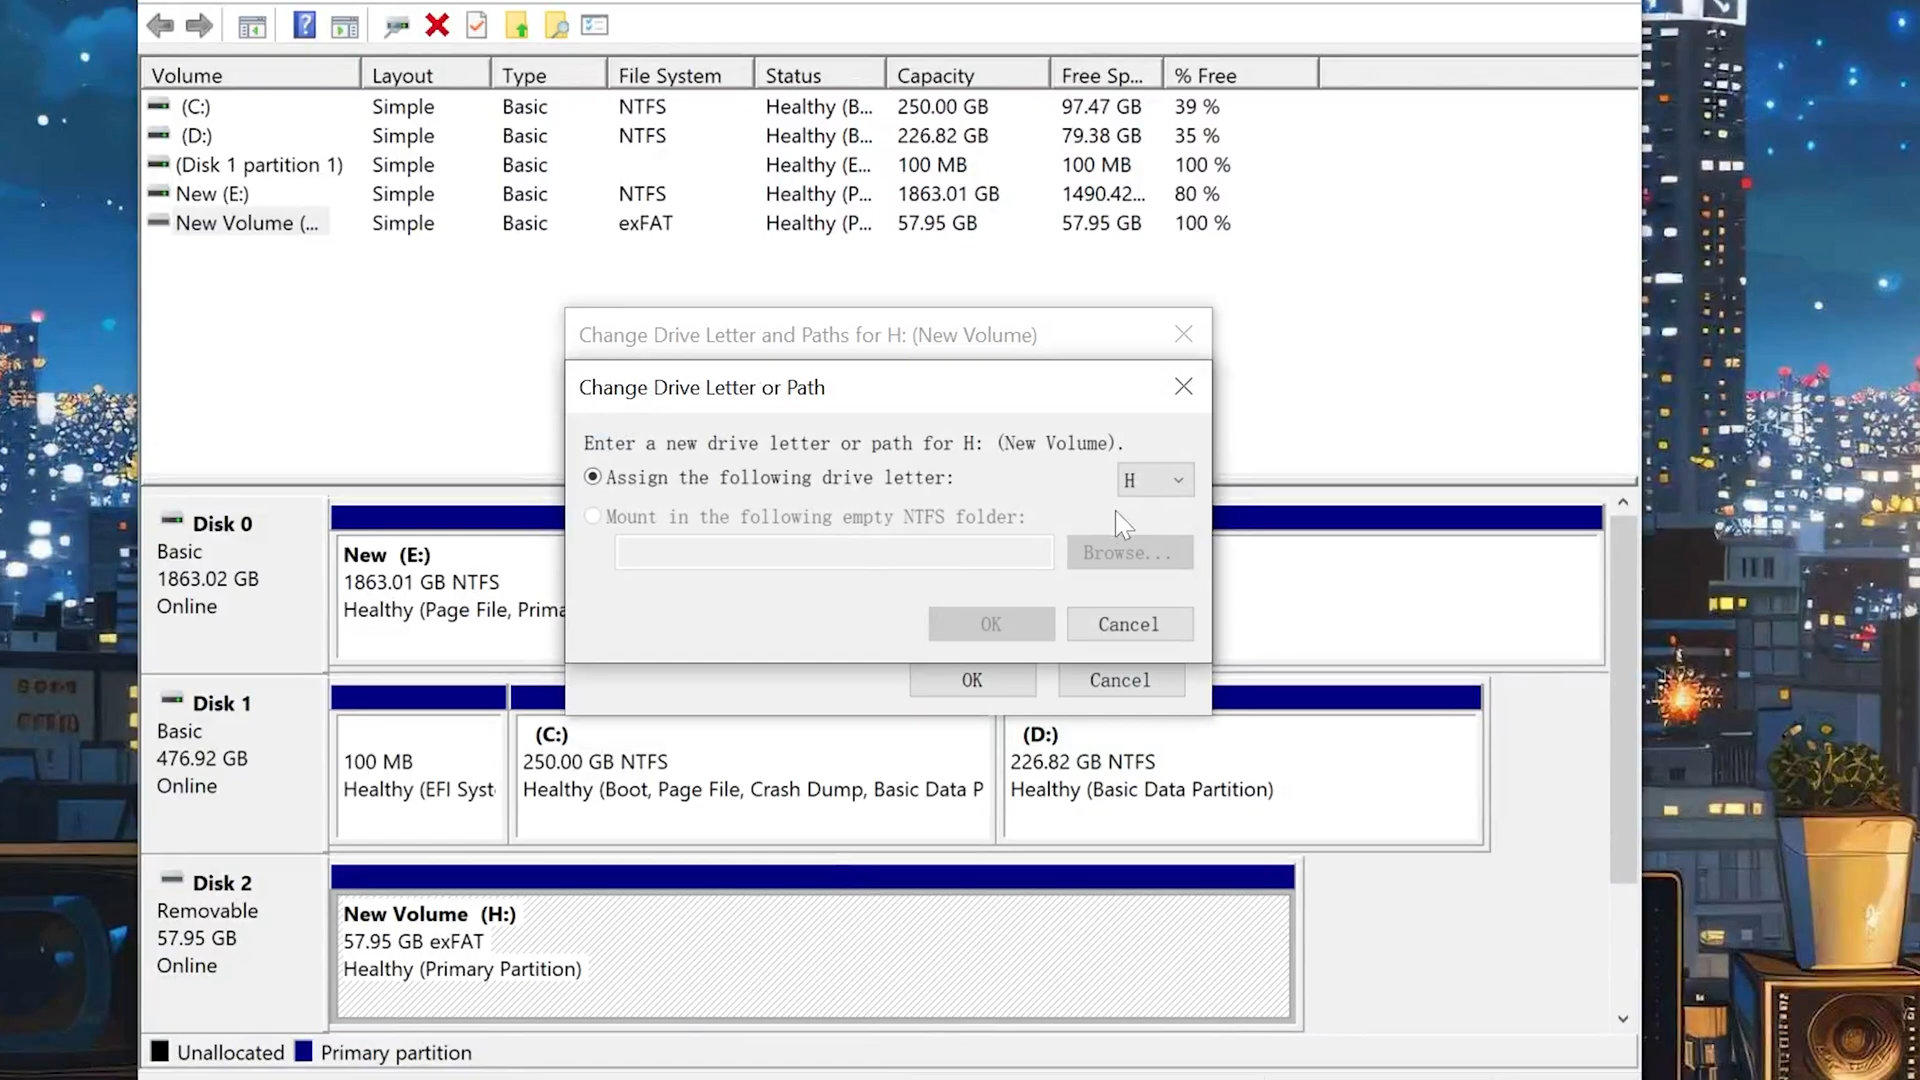 Volume Layout Type File System Status Capacity Free Sp... % Free
(C:) Simple Basic NTFS Healthy (B... 250.00 GB 97.47 GB 39 %
(D:) Simple Basic NTFS Healthy (B... 226.82 GB 79.38 GB 35 %
(Disk 1 partition 1) Simple Basic Healthy (E... 100 MB 100 MB 100 %
New (E:) Simple Basic NTFS Healthy (P... 1863.01 GB 1490.42... 80 %
New Volume (... Simple Basic exFAT Healthy (P... 57.95 GB 57.95 GB 100 %
Change Drive Letter and Paths for H: (New Volume)
Change Drive Letter or Path
Enter a new drive letter or path for H: (New Volume).
Assign the following drive letter: H
Mount in the following empty NTFS folder:
Browse...
OK Cancel
OK Cancel
Disk 0
Basic
1863.02 GB
Online
New (E:)
1863.01 GB NTFS
Healthy (Page File, Prima
Disk 1
Basic
476.92 GB
Online
100 MB
Healthy (EFI Syst
(C:)
250.00 GB NTFS
Healthy (Boot, Page File, Crash Dump, Basic Data P
(D:)
226.82 GB NTFS
Healthy (Basic Data Partition)
Disk 2
Removable
57.95 GB
Online
New Volume (H:)
57.95 GB exFAT
Healthy (Primary Partition)
Unallocated Primary partition